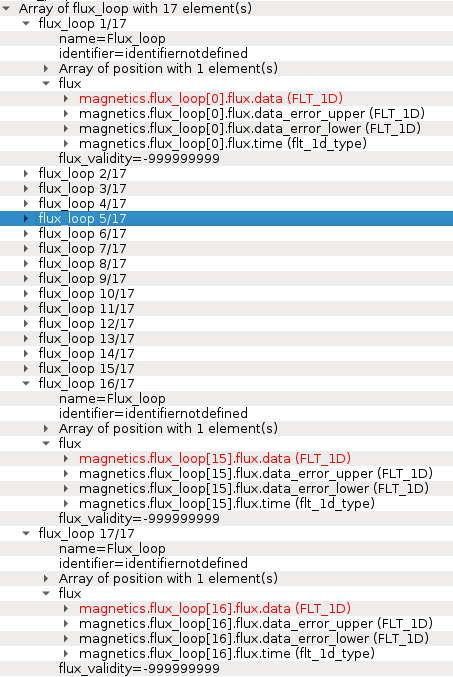 Array of flux_loop with 17 element(s)
flux_loop 1/17
name=Flux_loop
identifier=identifiernotdefined
Array of position with 1 element(s)
flux
magnetics.flux_loop[0].flux.data (FLT_1D)
magnetics.flux_loop[0].flux.data_error_upper (FLT_1D)
magnetics.flux_loop[0].flux.data_error_lower (FLT_1D)
magnetics.flux_loop[0].flux.time (flt_1d_type)
flux_validity=-999999999
flux_loop 2/17
flux_loop 3/17
flux_loop 4/17
flux_loop 5/17
flux_loop 6/17
flux_loop 7/17
flux_loop 8/17
flux_loop 9/17
flux_loop 10/17
flux_loop 11/17
flux_loop 12/17
flux_loop 13/17
flux_loop 14/17
flux_loop 15/17
flux_loop 16/17
name=Flux_loop
identifier=identifiernotdefined
Array of position with 1 element(s)
flux
magnetics.flux_loop[15].flux.data (FLT_1D)
magnetics.flux_loop[15].flux.data_error_upper (FLT_1D)
magnetics.flux_loop[15].flux.data_error_lower (FLT_1D)
magnetics.flux_loop[15].flux.time (flt_1d_type)
flux_validity=-999999999
flux_loop 17/17
name=Flux_loop
identifier=identifiernotdefined
Array of position with 1 element(s)
flux
magnetics.flux_loop[16].flux.data (FLT_1D)
magnetics.flux_loop[16].flux.data_error_upper (FLT_1D)
magnetics.flux_loop[16].flux.data_error_lower (FLT_1D)
magnetics.flux_loop[16].flux.time (flt_1d_type)
flux_validity=-999999999